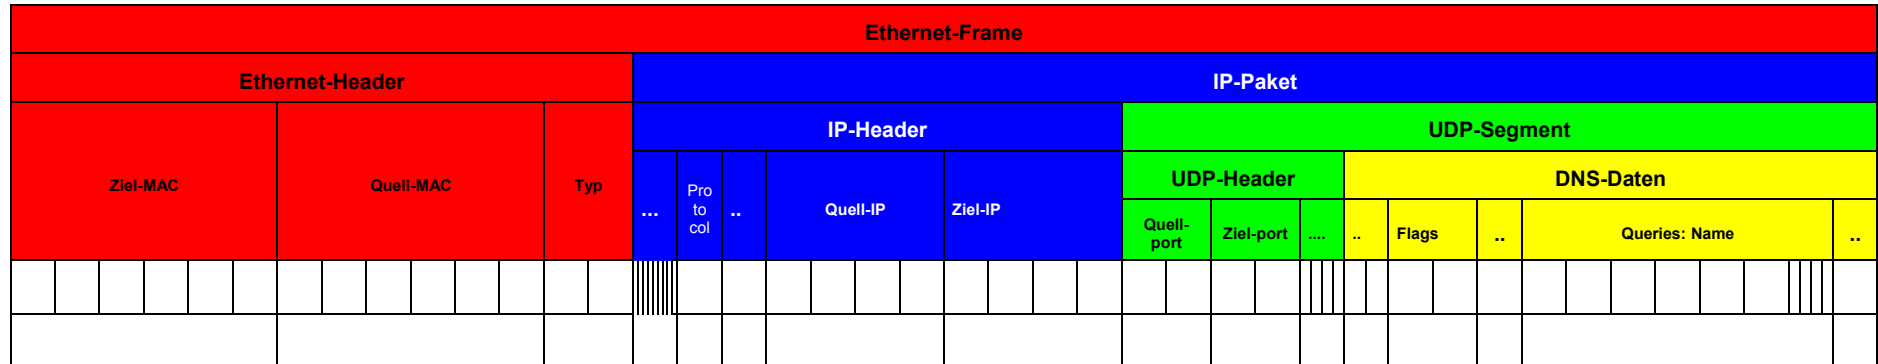 Ethernet-Frame
Ethernet-Header IP-Paket
IP-Header UDP-Segment
Ziel-MAC Quell-MAC Typ
...
Pro
to
col
..
Quell-IP Ziel-IP
UDP-Header DNS-Daten
Quell-
port
Ziel-port .... .. Flags .. Queries: Name ..